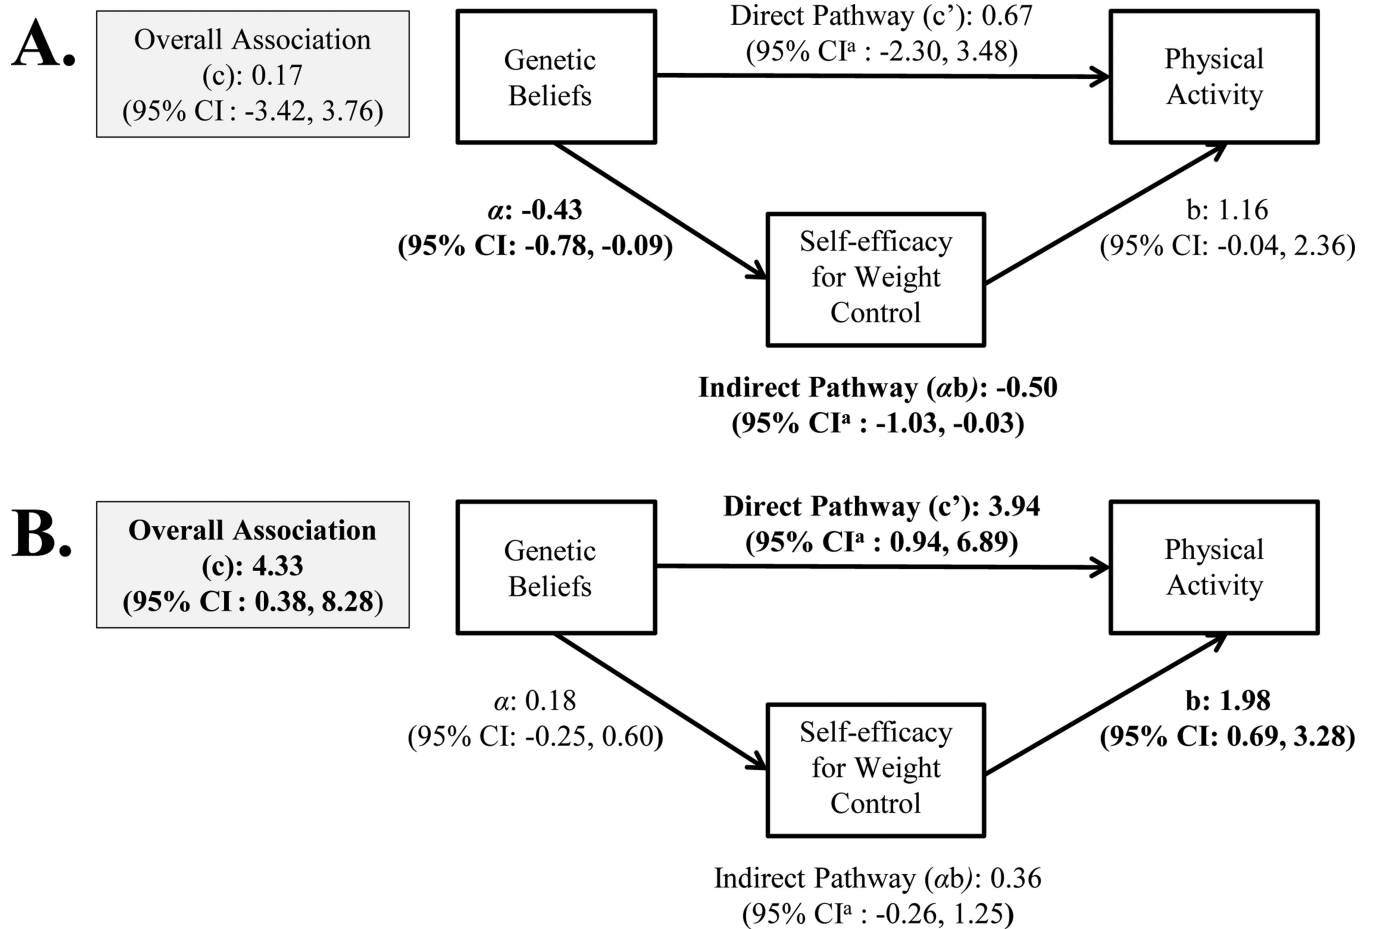 A.
Overall Association
(c): 0.17
(95% CI : -3.42, 3.76)
Genetic
Beliefs
Direct Pathway (c’): 0.67
(95% CIᵃ : -2.30, 3.48)
Physical
Activity
α: -0.43
(95% CI: -0.78, -0.09)
Self-efficacy
for Weight
Control
b: 1.16
(95% CI: -0.04, 2.36)
Indirect Pathway (αb): -0.50
(95% CIᵃ : -1.03, -0.03)
B.
Overall Association
(c): 4.33
(95% CI : 0.38, 8.28)
Genetic
Beliefs
Direct Pathway (c’): 3.94
(95% CIᵃ : 0.94, 6.89)
Physical
Activity
α: 0.18
(95% CI: -0.25, 0.60)
Self-efficacy
for Weight
Control
b: 1.98
(95% CI: 0.69, 3.28)
Indirect Pathway (αb): 0.36
(95% CIᵃ : -0.26, 1.25)